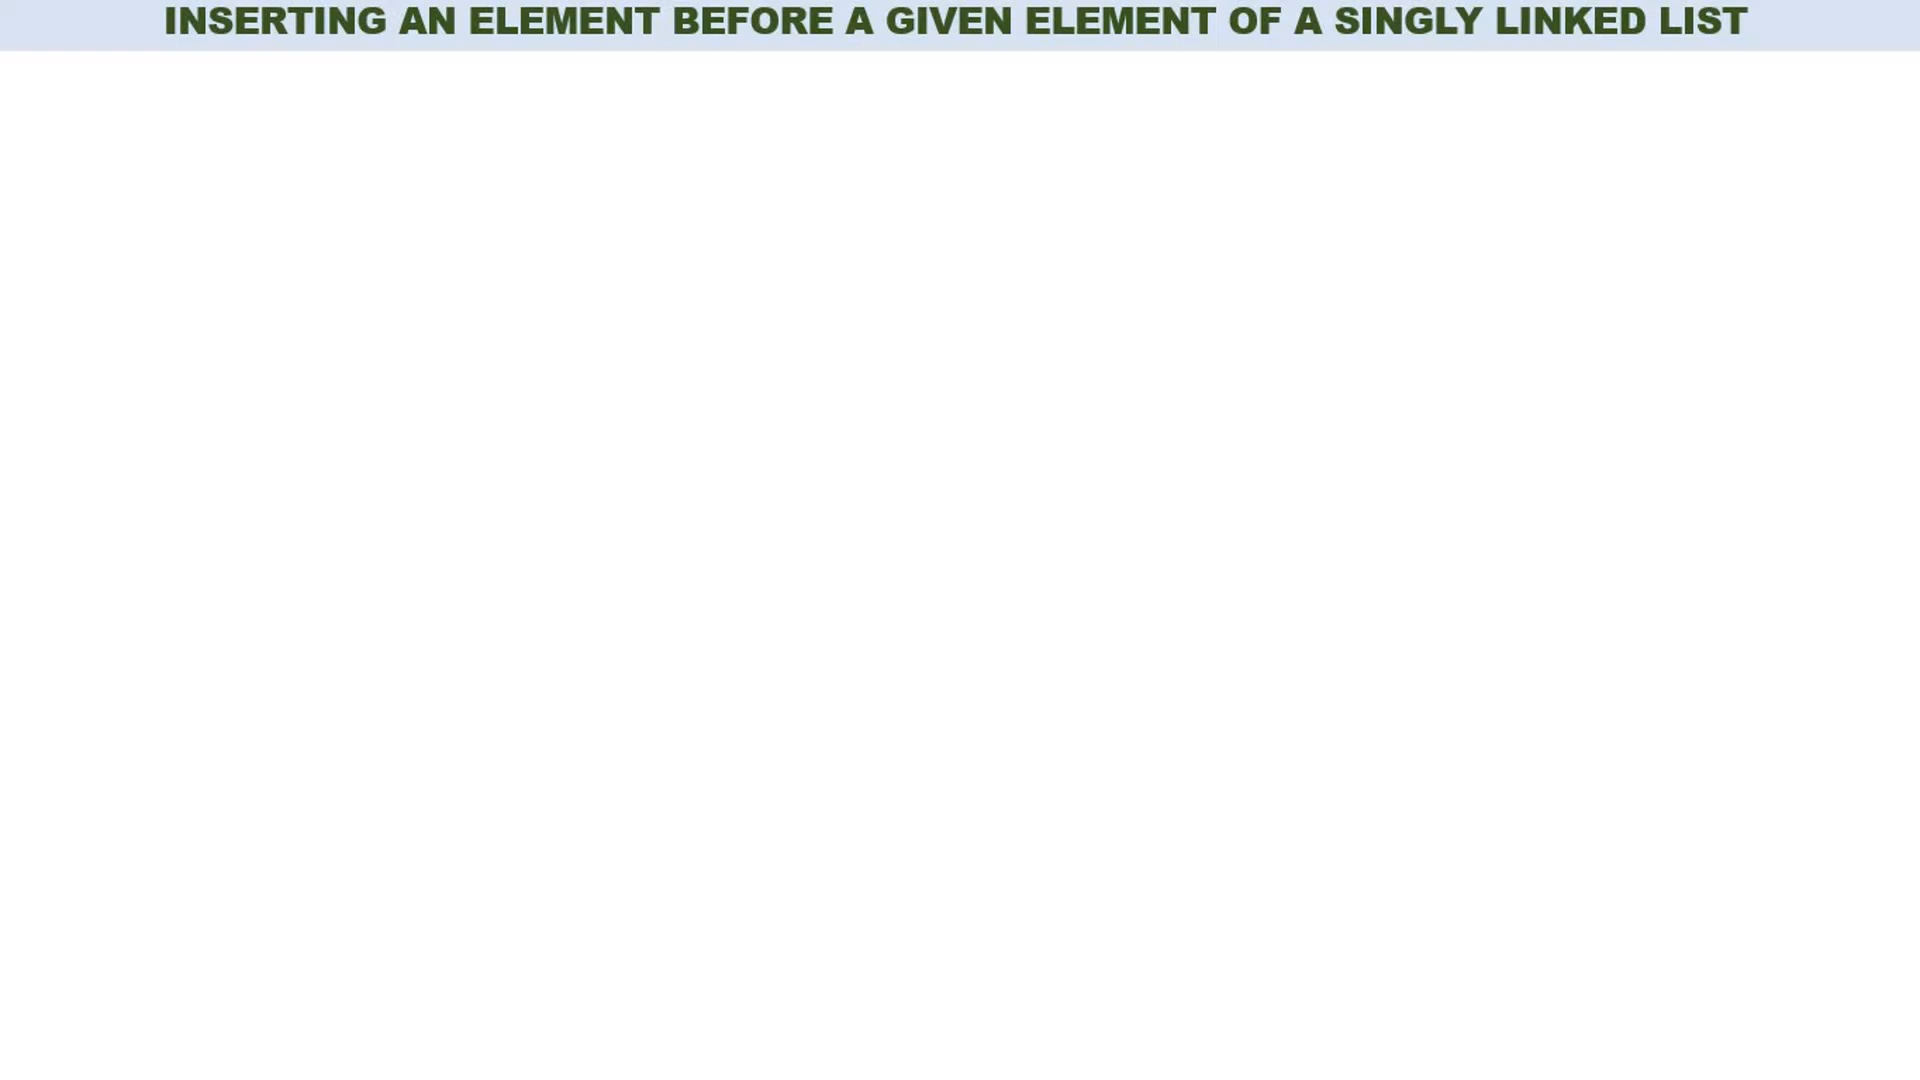 INSERTING AN ELEMENT BEFORE A GIVEN ELEMENT OF A SINGLY LINKED LIST